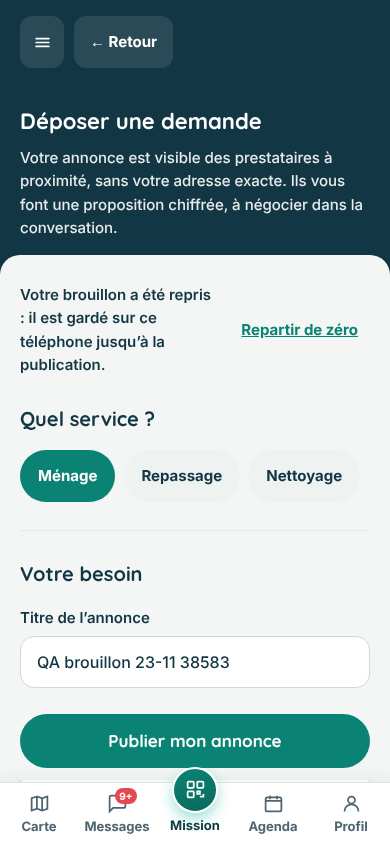 ← Retour
Déposer une demande
Votre annonce est visible des prestataires à
proximité, sans votre adresse exacte. Ils vous
font une proposition chiffrée, à négocier dans la
conversation.
Votre brouillon a été repris
: il est gardé sur ce
téléphone jusqu’à la
publication.
Repartir de zéro
Quel service ?
Ménage
Repassage
Nettoyage
Votre besoin
Titre de l’annonce
QA brouillon 23-11 38583
Publier mon annonce
9+
Carte
Messages
Mission
Agenda
Profil